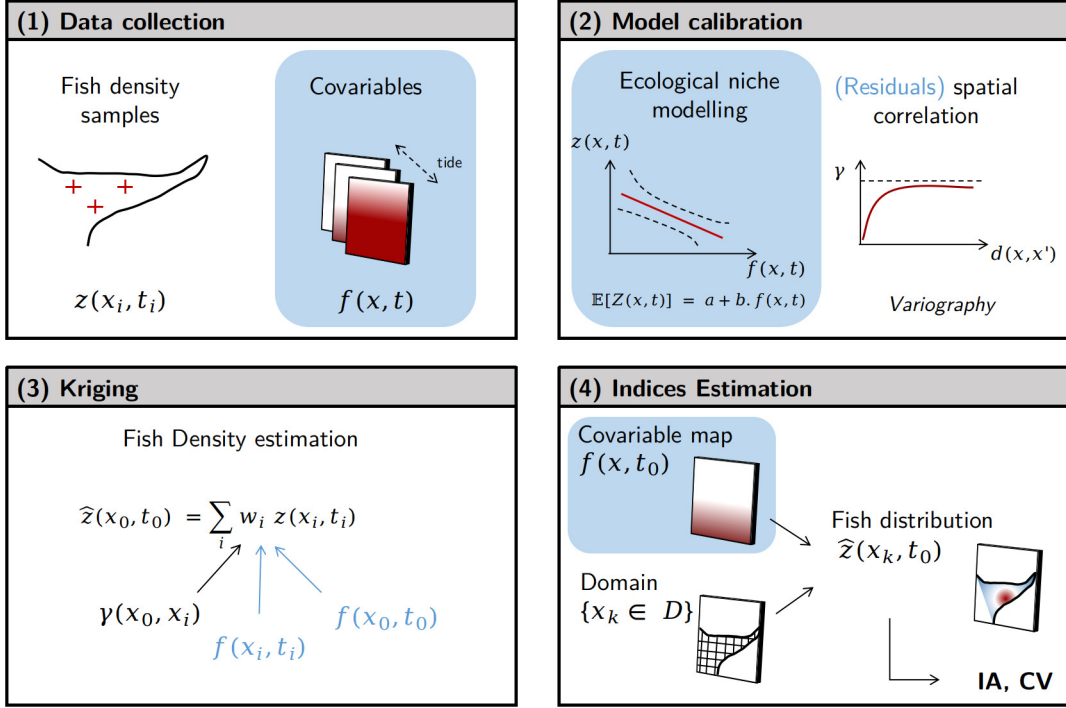 (1) Data collection
Fish density
samples
z(x_i, t_i)
Covariables
tide
f(x, t)
(2) Model calibration
Ecological niche
modelling
z(x, t)
f(x, t)
𝔼[Z(x, t)] = a + b. f(x, t)
(Residuals) spatial
correlation
γ
d(x,x')
Variography
(3) Kriging
Fish Density estimation
ẑ(x_0, t_0) = ∑_i w_i z(x_i, t_i)
γ(x_0, x_i)
f(x_i, t_i)
f(x_0, t_0)
(4) Indices Estimation
Covariable map
f(x, t_0)
Domain
{x_k ∈ D}
Fish distribution
ẑ(x_k, t_0)
IA, CV